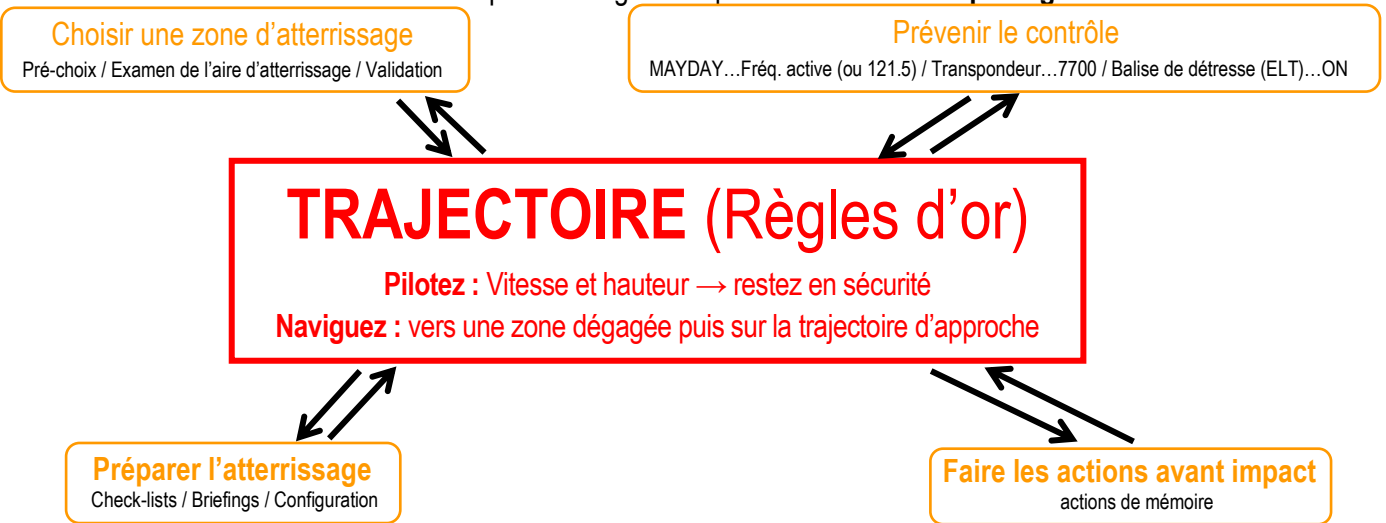 Choisir une zone d’atterrissage
Pré-choix / Examen de l’aire d’atterrissage / Validation
Prévenir le contrôle
MAYDAY…Fréq. active (ou 121.5) / Transpondeur…7700 / Balise de détresse (ELT)…ON
TRAJECTOIRE (Règles d’or)
Pilotez : Vitesse et hauteur → restez en sécurité
Naviguez : vers une zone dégagée puis sur la trajectoire d’approche
Préparer l’atterrissage
Check-lists / Briefings / Configuration
Faire les actions avant impact
actions de mémoire